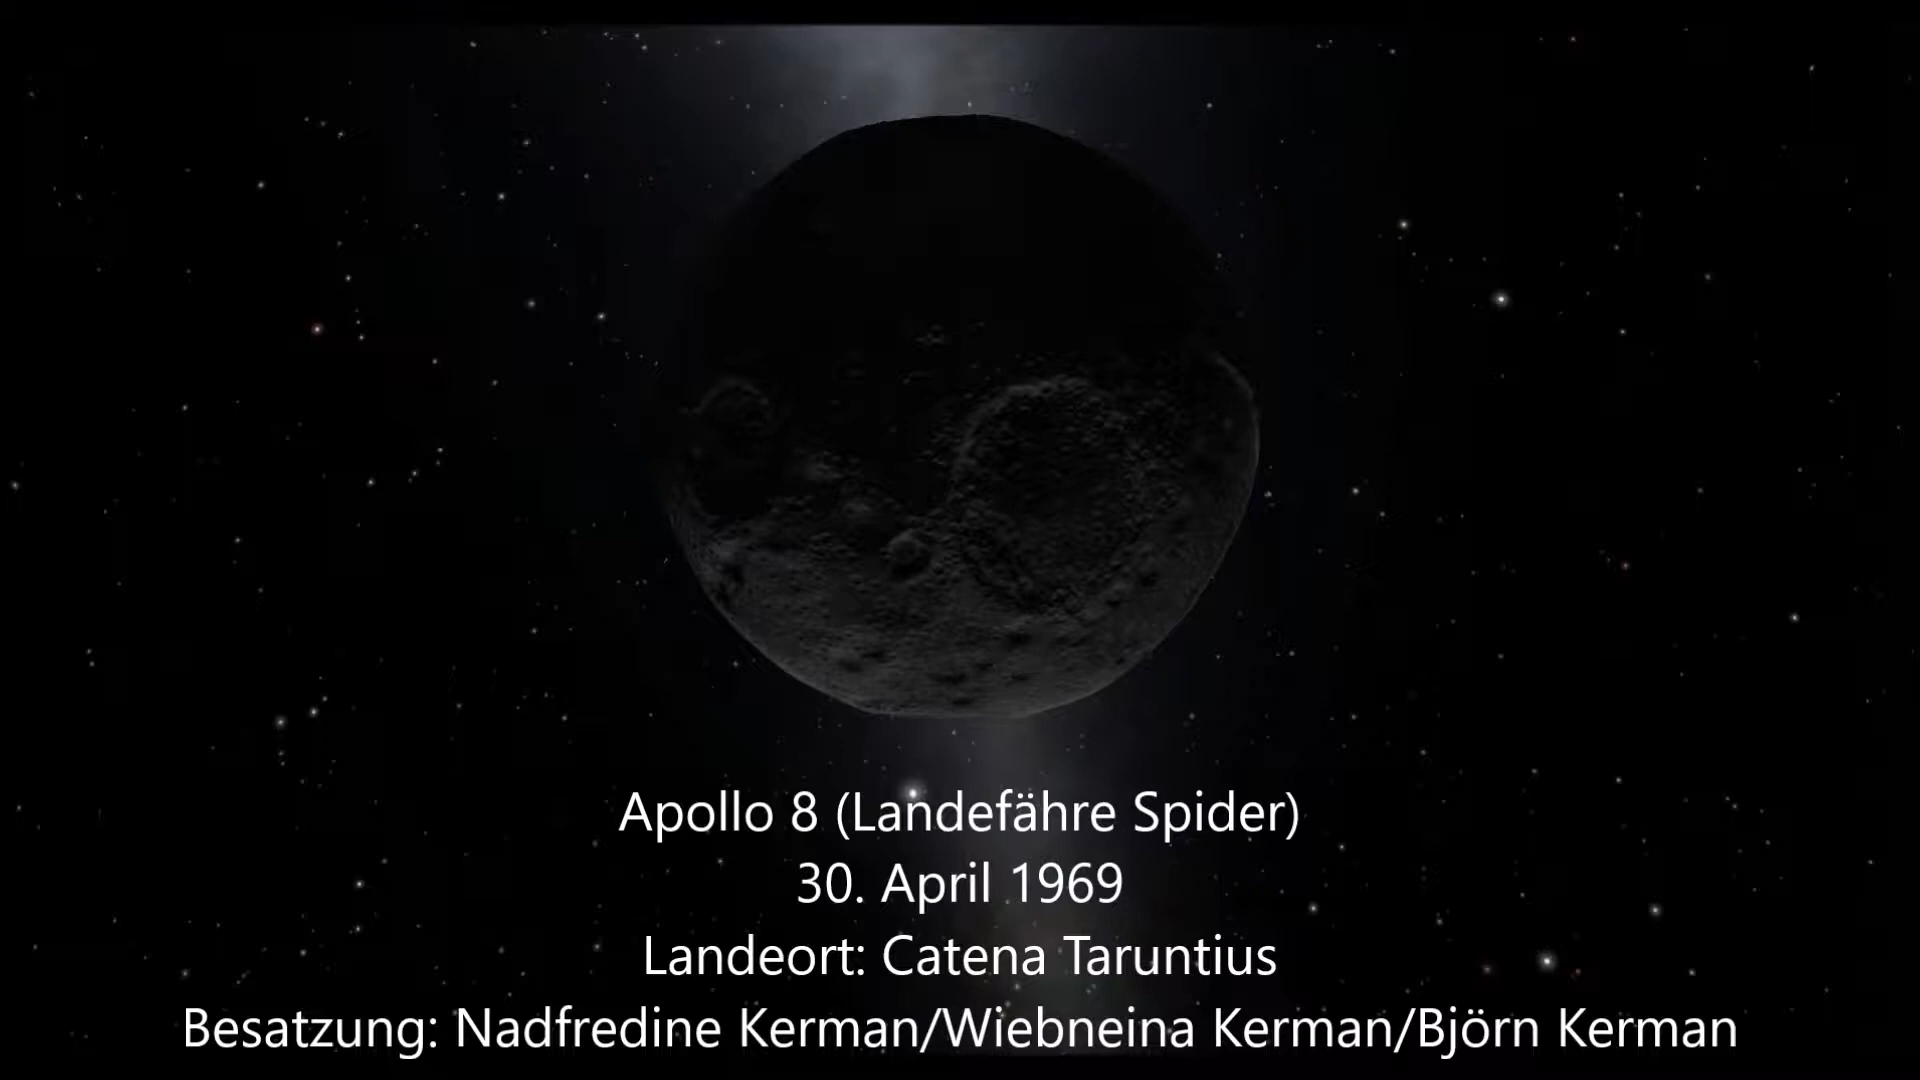 Apollo 8 (Landefähre Spider)
30. April 1969
Landeort: Catena Taruntius
Besatzung: Nadfredine Kerman/Wiebneina Kerman/Björn Kerman